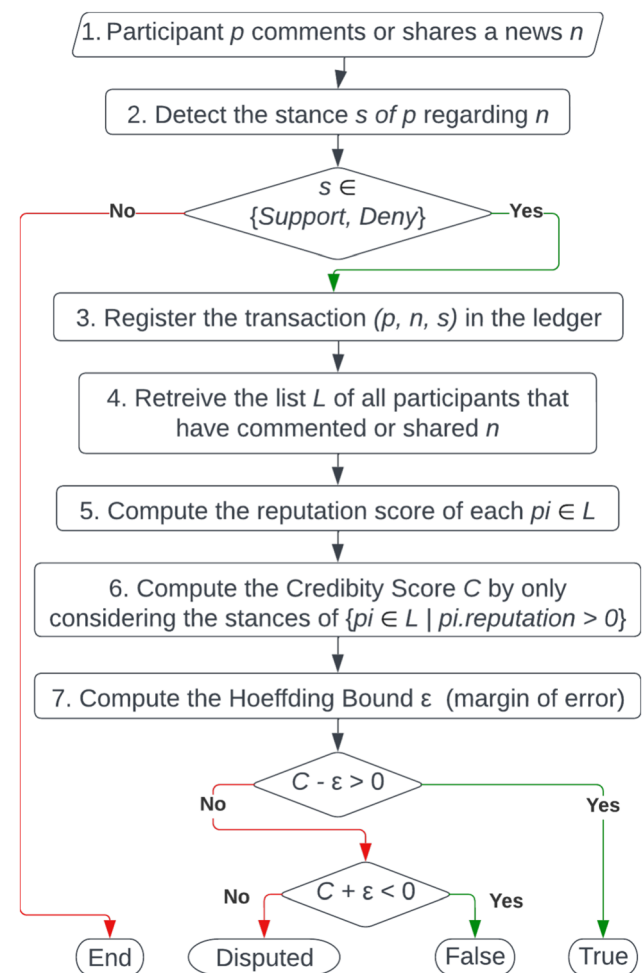 1. Participant p comments or shares a news n
2. Detect the stance s of p regarding n
s ∈
{Support, Deny}
No
Yes
3. Register the transaction (p, n, s) in the ledger
4. Retreive the list L of all participants that
have commented or shared n
5. Compute the reputation score of each pi ∈ L
6. Compute the Credibity Score C by only
considering the stances of {pi ∈ L | pi.reputation > 0}
7. Compute the Hoeffding Bound ε (margin of error)
C - ε > 0
No
Yes
C + ε < 0
No
Yes
End
Disputed
False
True